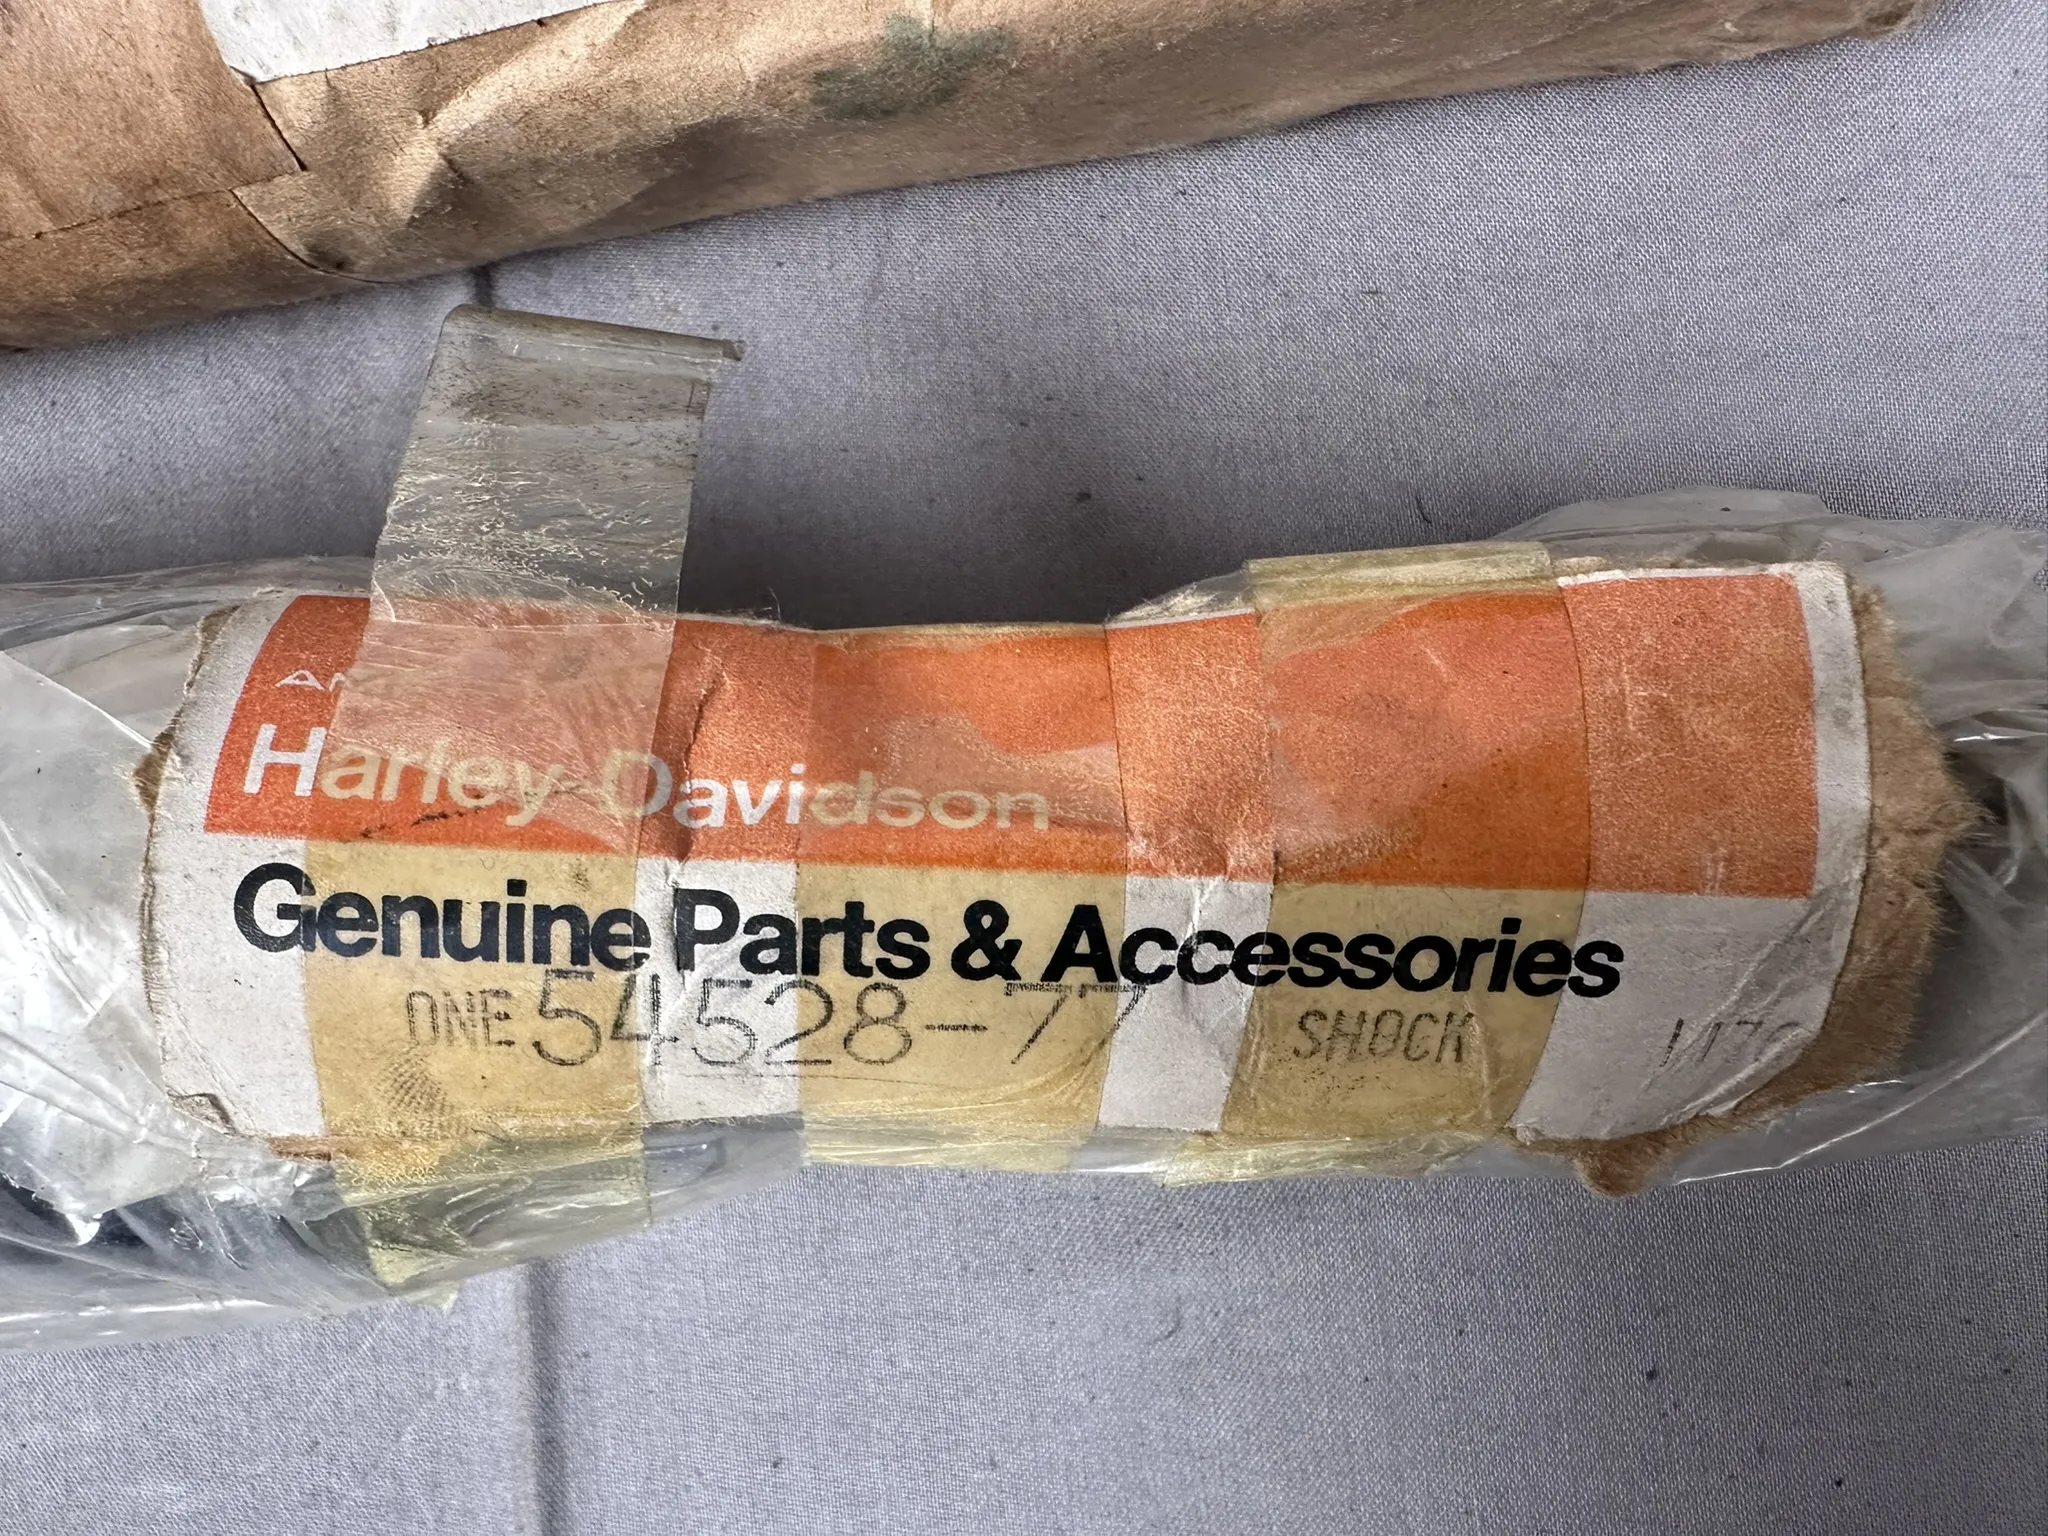 Harley-Davidson
Genuine Parts & Accessories
ONE 54528-77 SHOCK